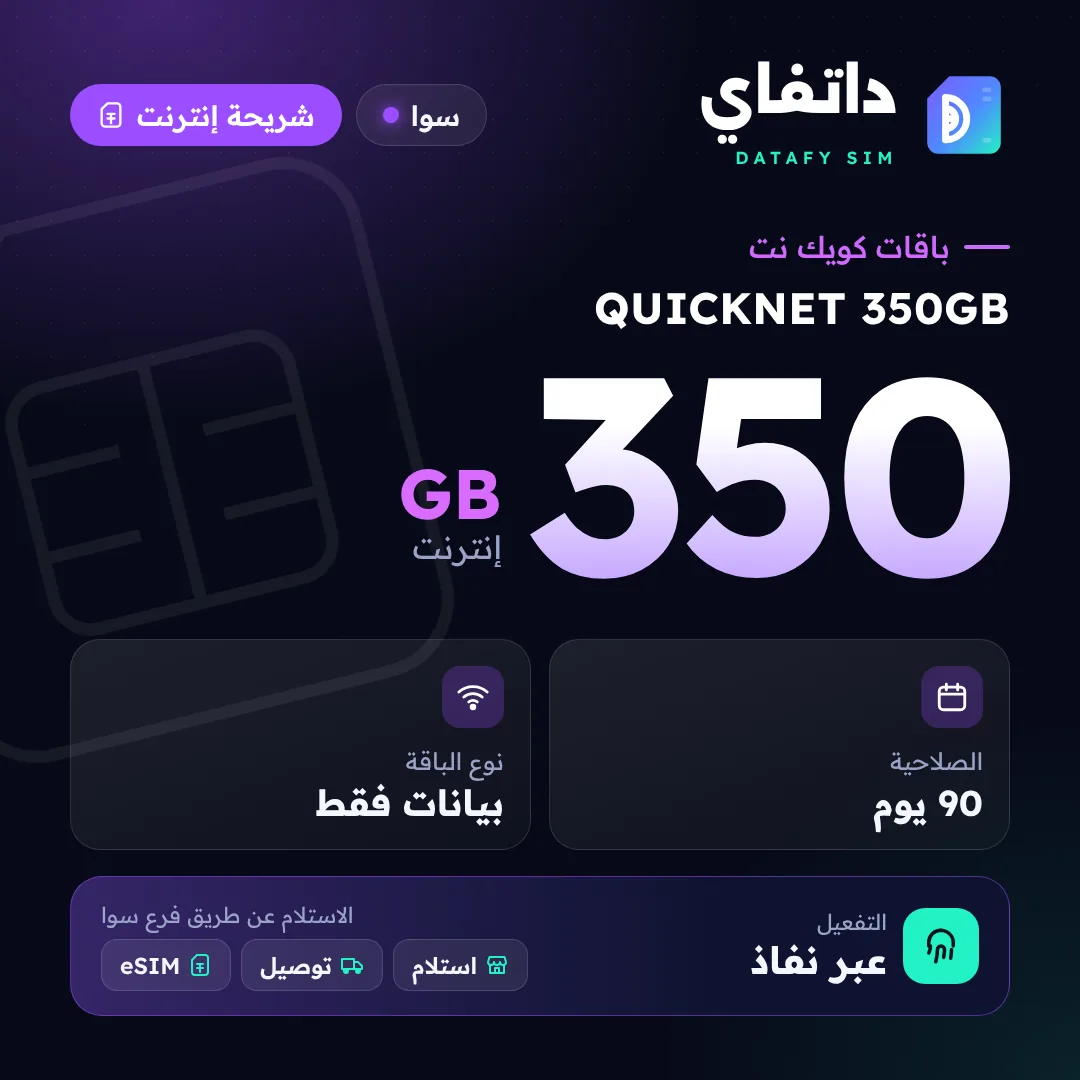 داتفاي
DATAFY SIM
سوا
شريحة إنترنت
باقات كويك نت
QUICKNET 350GB
350
GB
إنترنت
الصلاحية
90 يوم
نوع الباقة
بيانات فقط
التفعيل
عبر نفاذ
الاستلام عن طريق فرع سوا
استلام
توصيل
eSIM